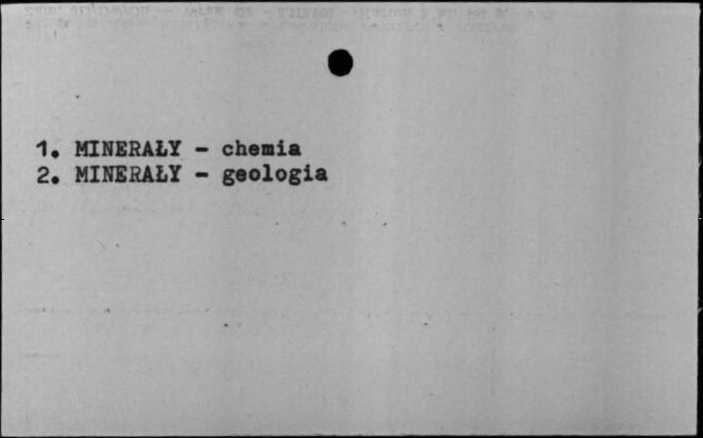 1. MINERAŁY - chemia
2. MINERAŁY - geologia